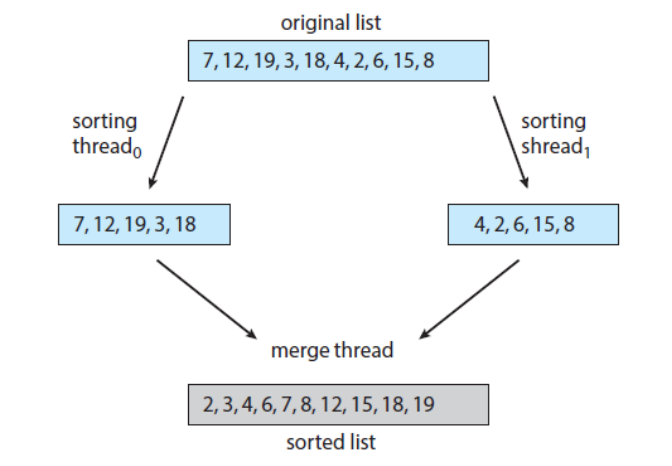 original list
7, 12, 19, 3, 18, 4, 2, 6, 15, 8
sorting
thread₀
sorting
shread₁
7, 12, 19, 3, 18
4, 2, 6, 15, 8
merge thread
2, 3, 4, 6, 7, 8, 12, 15, 18, 19
sorted list